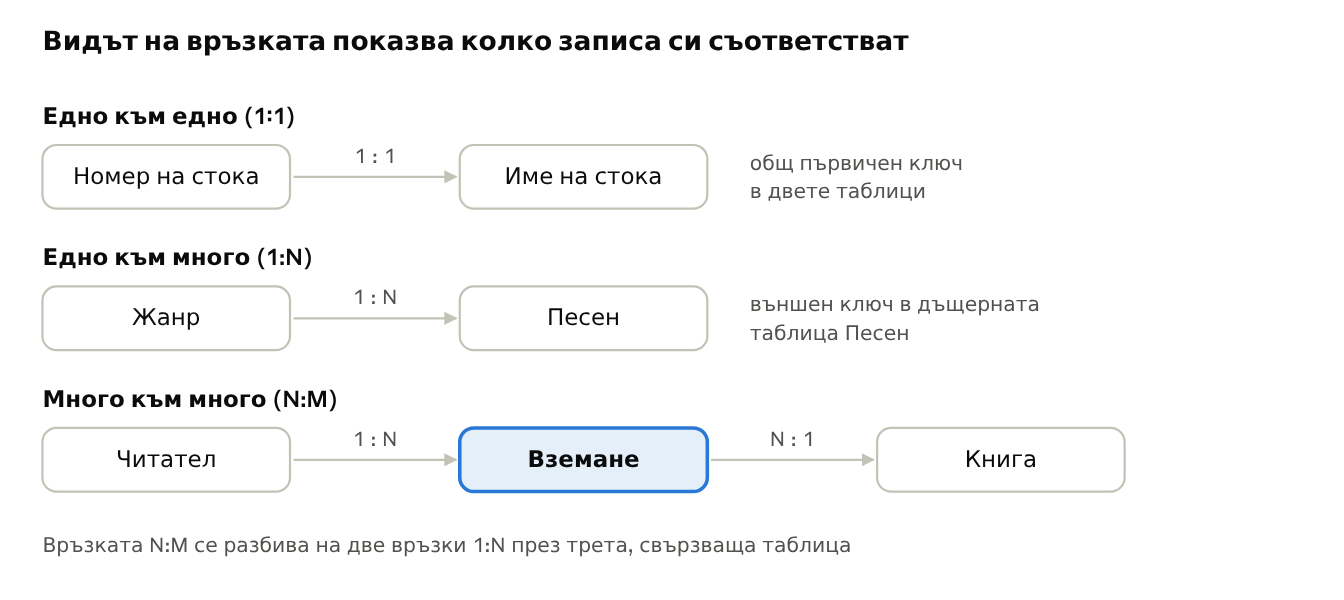 Видът на връзката показва колко записа си съответстват
Едно към едно (1:1)
Номер на стока
1 : 1
Име на стока
общ първичен ключ
в двете таблици
Едно към много (1:N)
Жанр
1 : N
Песен
външен ключ в дъщерната
таблица Песен
Много към много (N:M)
Читател
1 : N
Вземане
N : 1
Книга
Връзката N:M се разбива на две връзки 1:N през трета, свързваща таблица